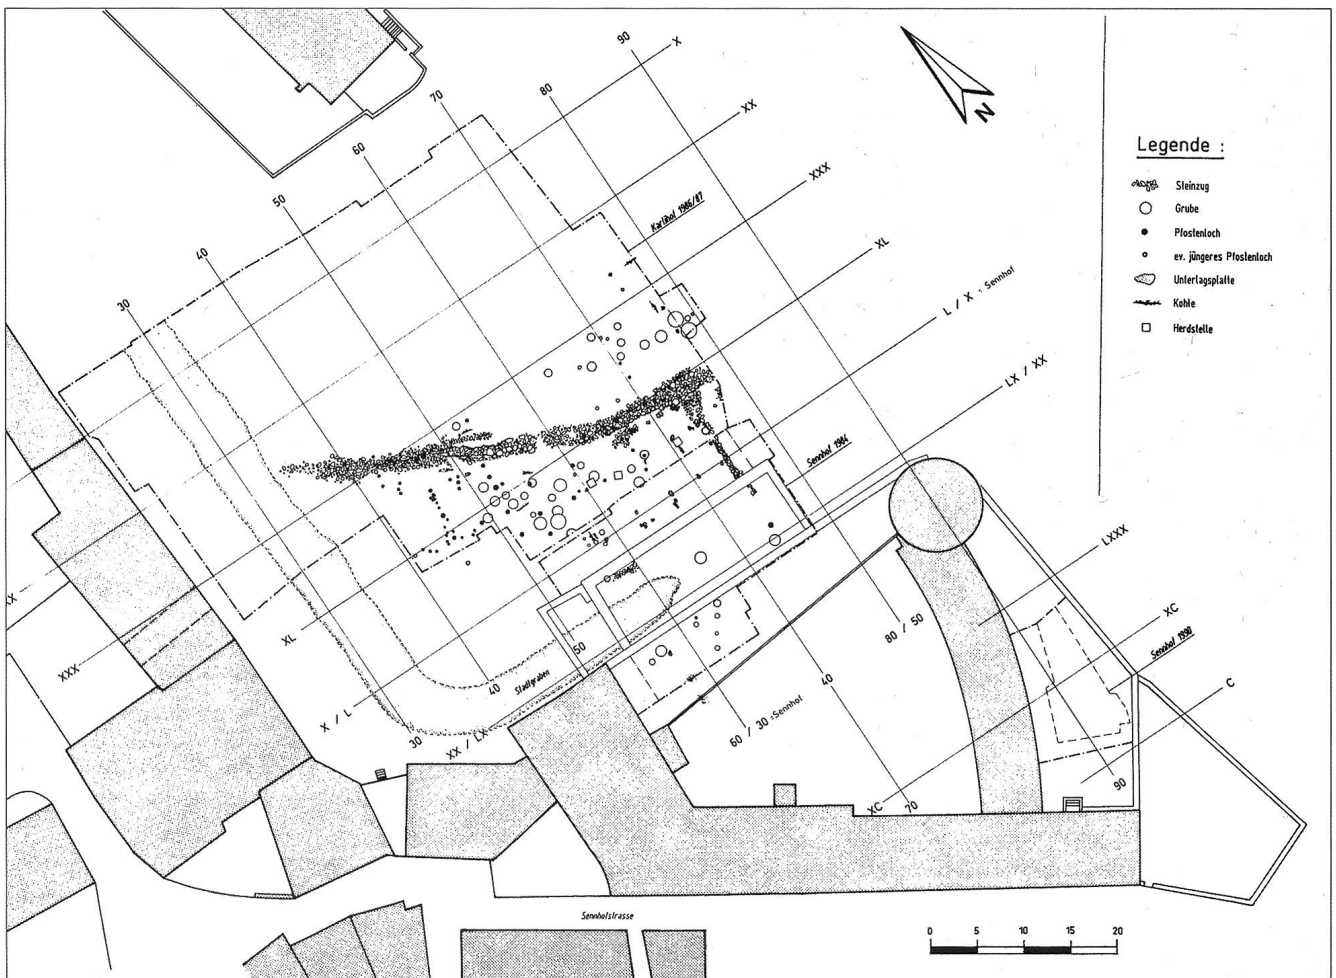 90
X
80
XX
70
60
XXX
50
Karlihof 1986/87
40
XL
30
L / X = Sennhof
LX / XX
Sennhof 1984
LXXX
XX
XL
XXX
80 / 50
XC
Sennhof 1990
50
Stadtgraben
40
40
C
X / L
30
XX / LX
60 / 30 = Sennhof
90
XC
70
Sennhofstrasse
N
Legende :
Steinzug
Grube
Pfostenloch
ev. jüngeres Pfostenloch
Unterlagsplatte
Kohle
Herdstelle
0 5 10 15 20